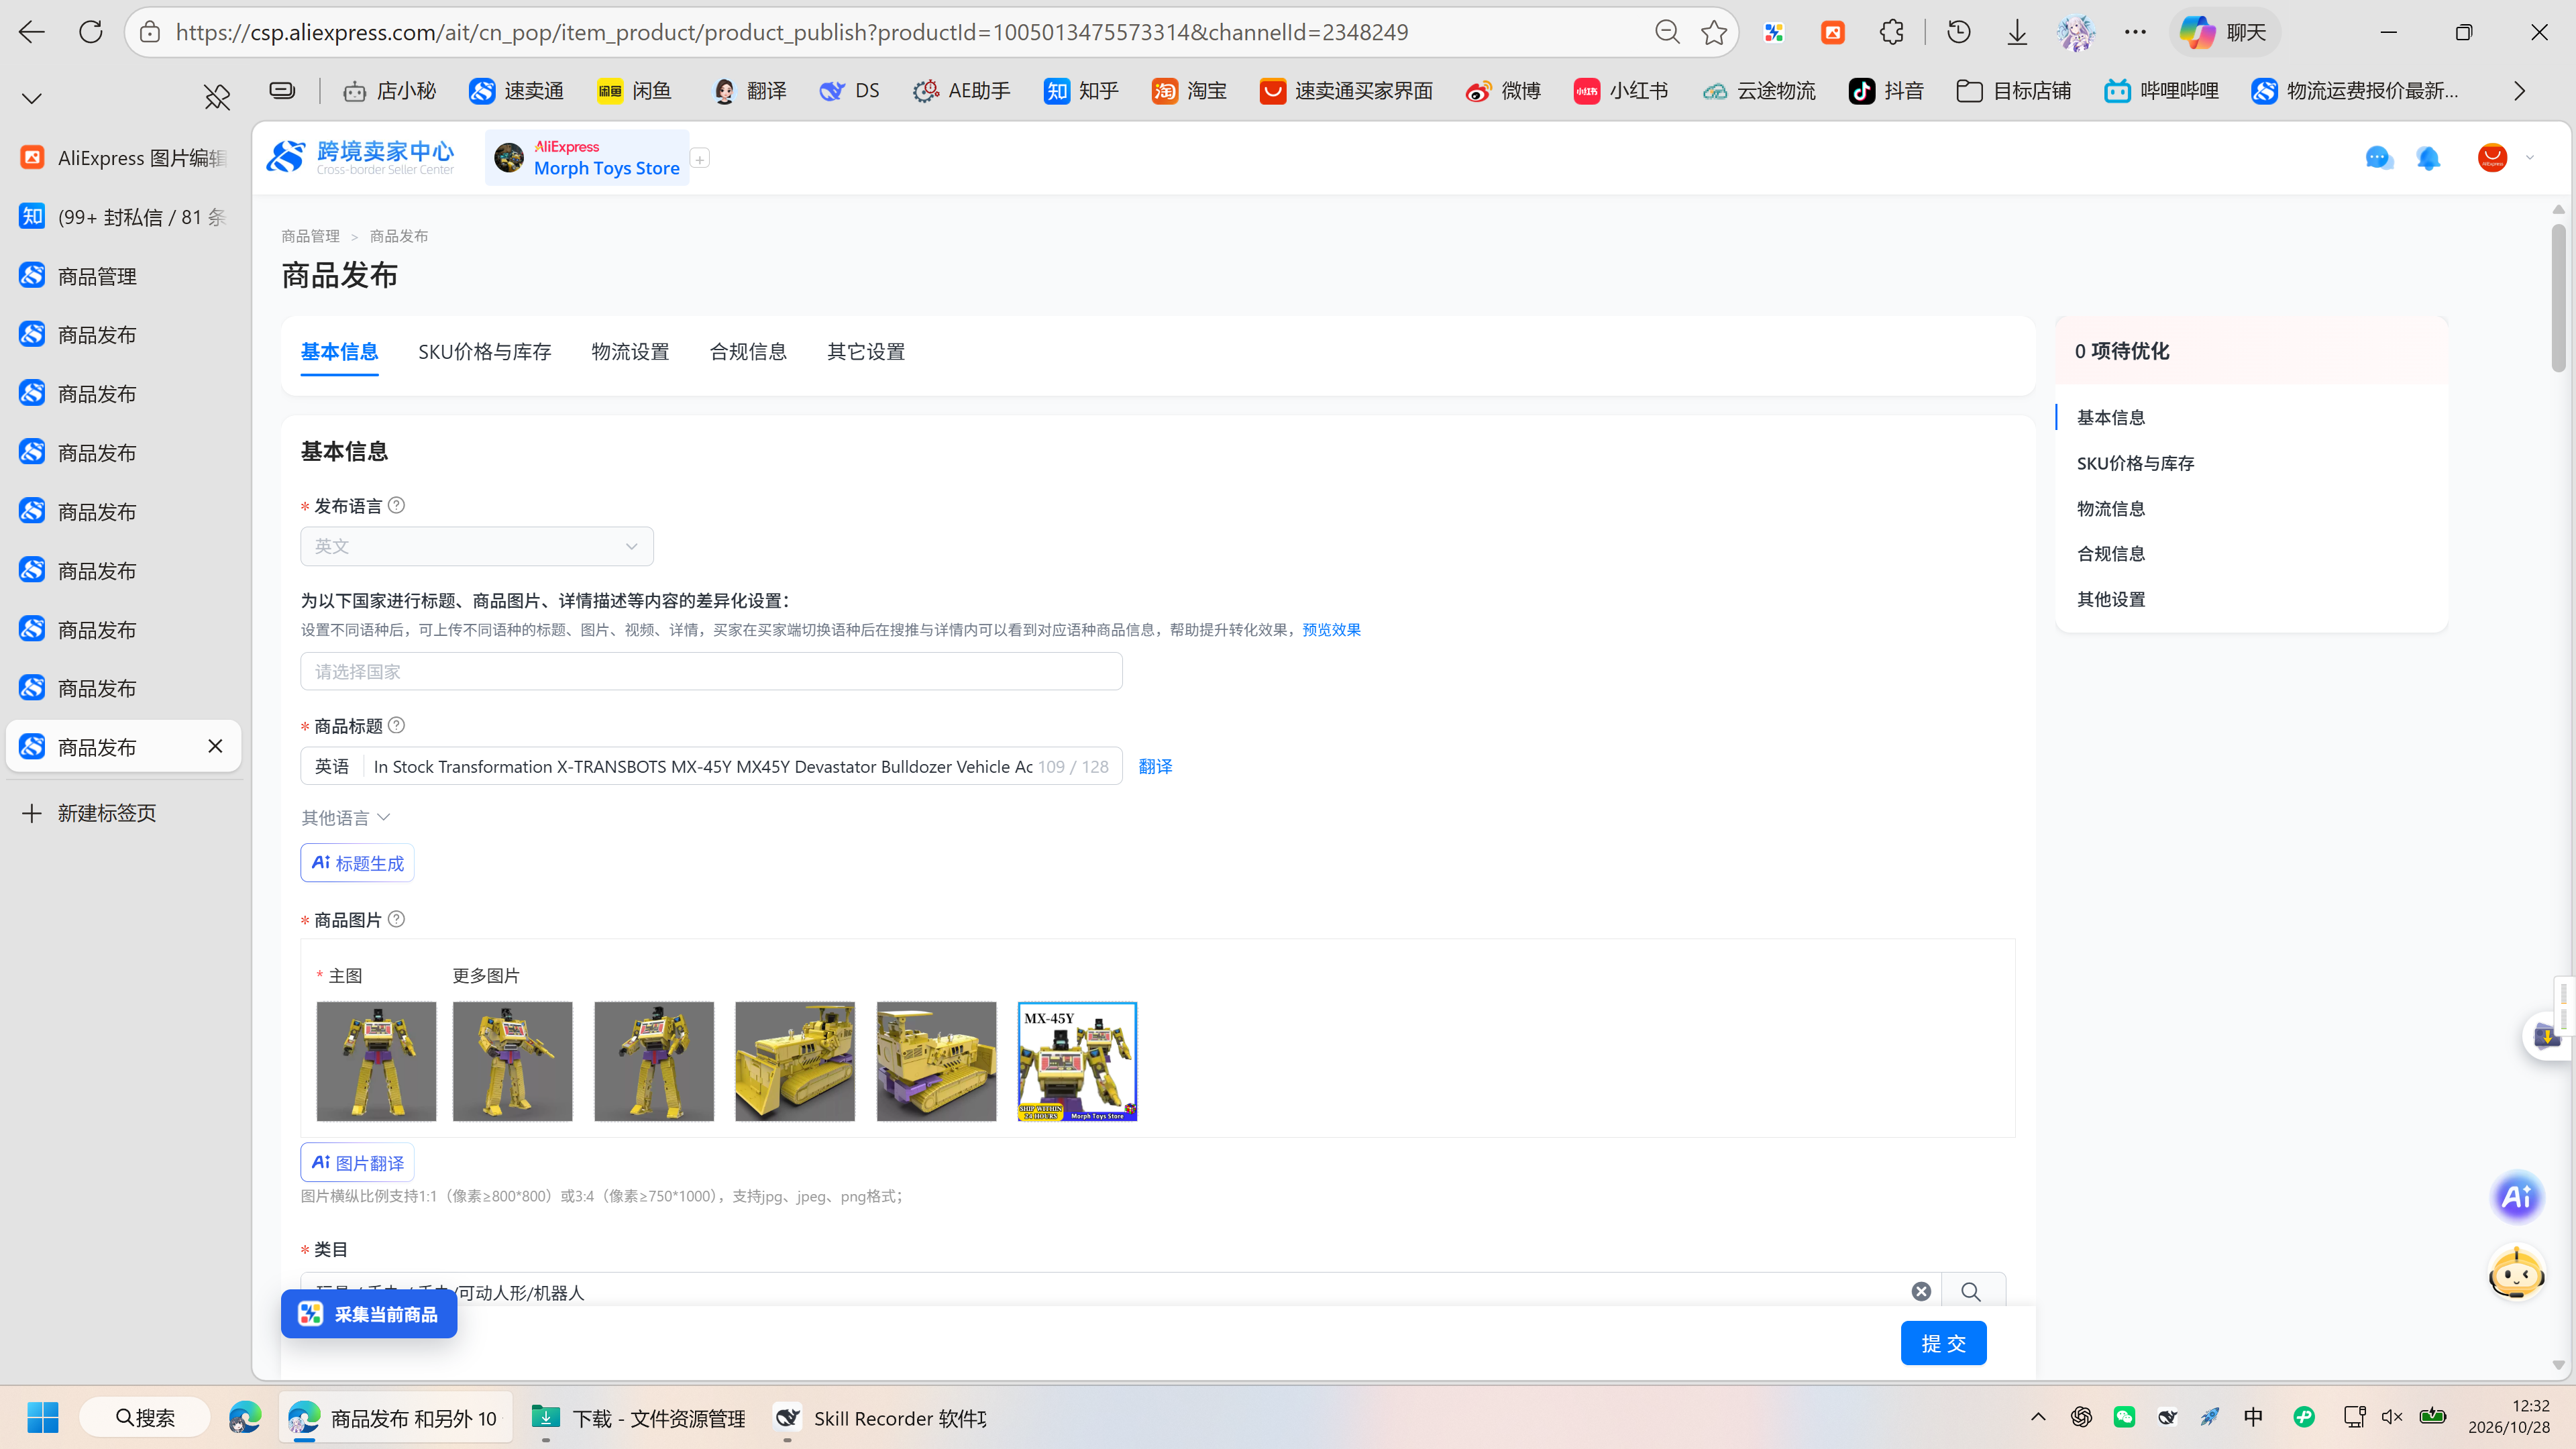 https://csp.aliexpress.com/ait/cn_pop/item_product/product_publish?productId=1005013475573314&channelId=2348249
聊天
店小秘
速卖通
闲鱼
翻译
DS
AE助手
知乎
淘宝
速卖通买家界面
微博
小红书
云途物流
抖音
目标店铺
哔哩哔哩
物流运费报价最新...
AliExpress 图片编辑
(99+ 封私信 / 81 条
商品管理
商品发布
商品发布
商品发布
商品发布
商品发布
商品发布
商品发布
商品发布
新建标签页
跨境卖家中心
Cross-border Seller Center
AliExpress
Morph Toys Store
商品管理 > 商品发布
商品发布
基本信息
SKU价格与库存
物流设置
合规信息
其它设置
0 项待优化
基本信息
SKU价格与库存
物流信息
合规信息
其他设置
基本信息
* 发布语言
英文
为以下国家进行标题、商品图片、详情描述等内容的差异化设置：
设置不同语种后，可上传不同语种的标题、图片、视频、详情，买家在买家端切换语种后在搜推与详情内可以看到对应语种商品信息，帮助提升转化效果，预览效果
请选择国家
* 商品标题
英语 In Stock Transformation X-TRANSBOTS MX-45Y MX45Y Devastator Bulldozer Vehicle Ac 109 / 128 翻译
其他语言
Ai 标题生成
* 商品图片
* 主图
更多图片
MX-45Y
SHIP WITHIN
24 HOURS
Morph Toys Store
Ai 图片翻译
图片横纵比例支持1:1（像素≥800*800）或3:4（像素≥750*1000），支持jpg、jpeg、png格式；
* 类目
/可动人形/机器人
采集当前商品
提 交
Ai
搜索
商品发布 和另外 10
下载 - 文件资源管理
Skill Recorder 软件
中
12:32
2026/10/28